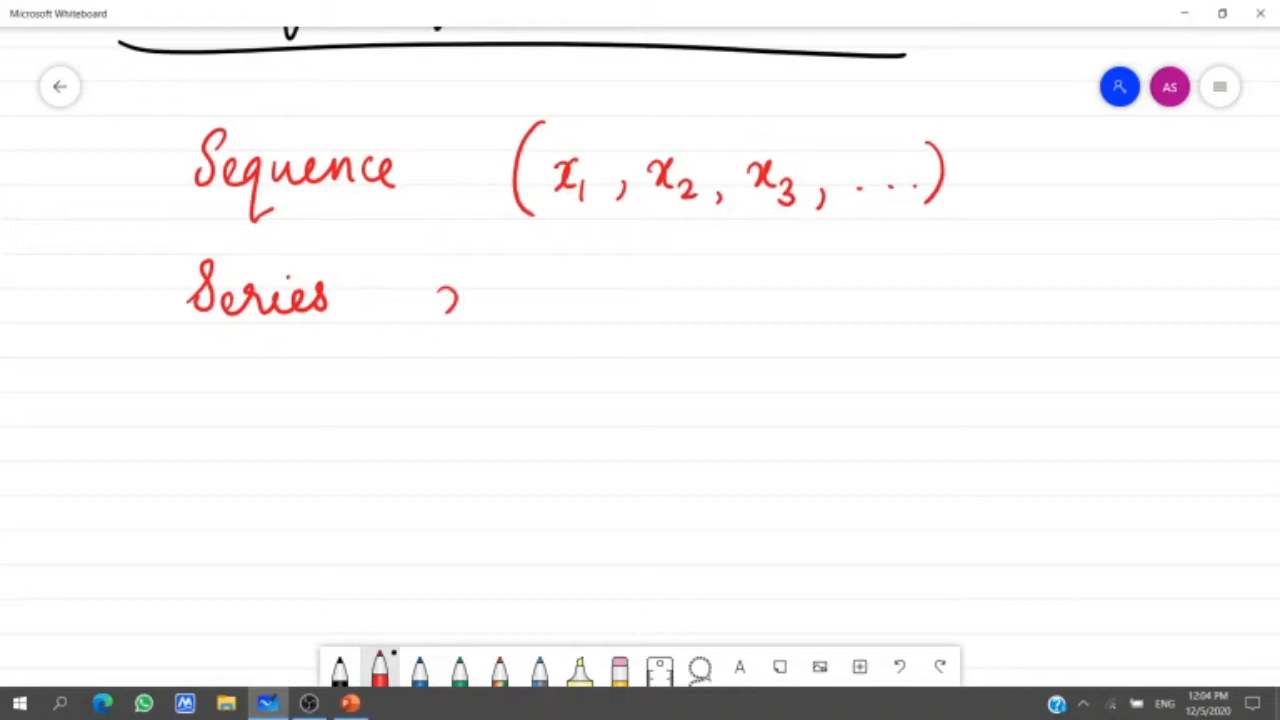 Microsoft Whiteboard
AS
Sequence (x₁, x₂, x₃, ....)
Series
A
ENG
12:04 PM
12/5/2020